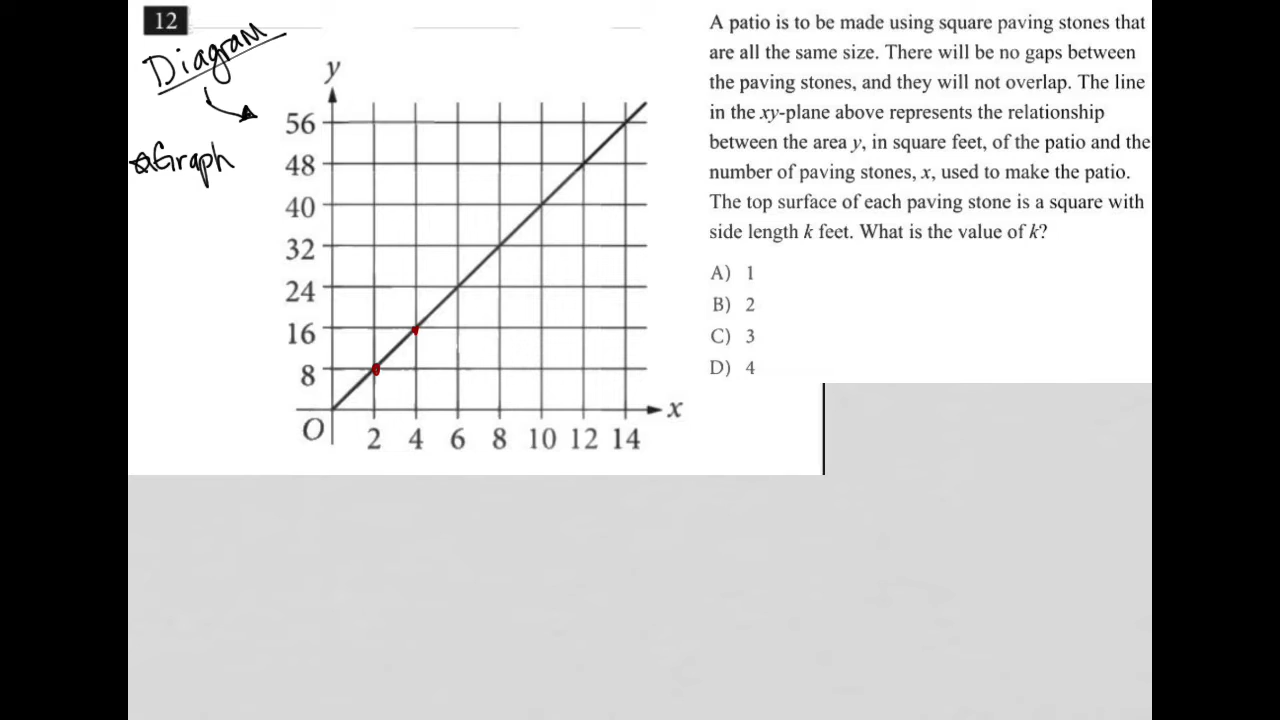 12
Diagram
Graph
y
56
48
40
32
24
16
8
O
2 4 6 8 10 12 14
x
A patio is to be made using square paving stones that
are all the same size. There will be no gaps between
the paving stones, and they will not overlap. The line
in the xy-plane above represents the relationship
between the area y, in square feet, of the patio and the
number of paving stones, x, used to make the patio.
The top surface of each paving stone is a square with
side length k feet. What is the value of k?
A) 1
B) 2
C) 3
D) 4